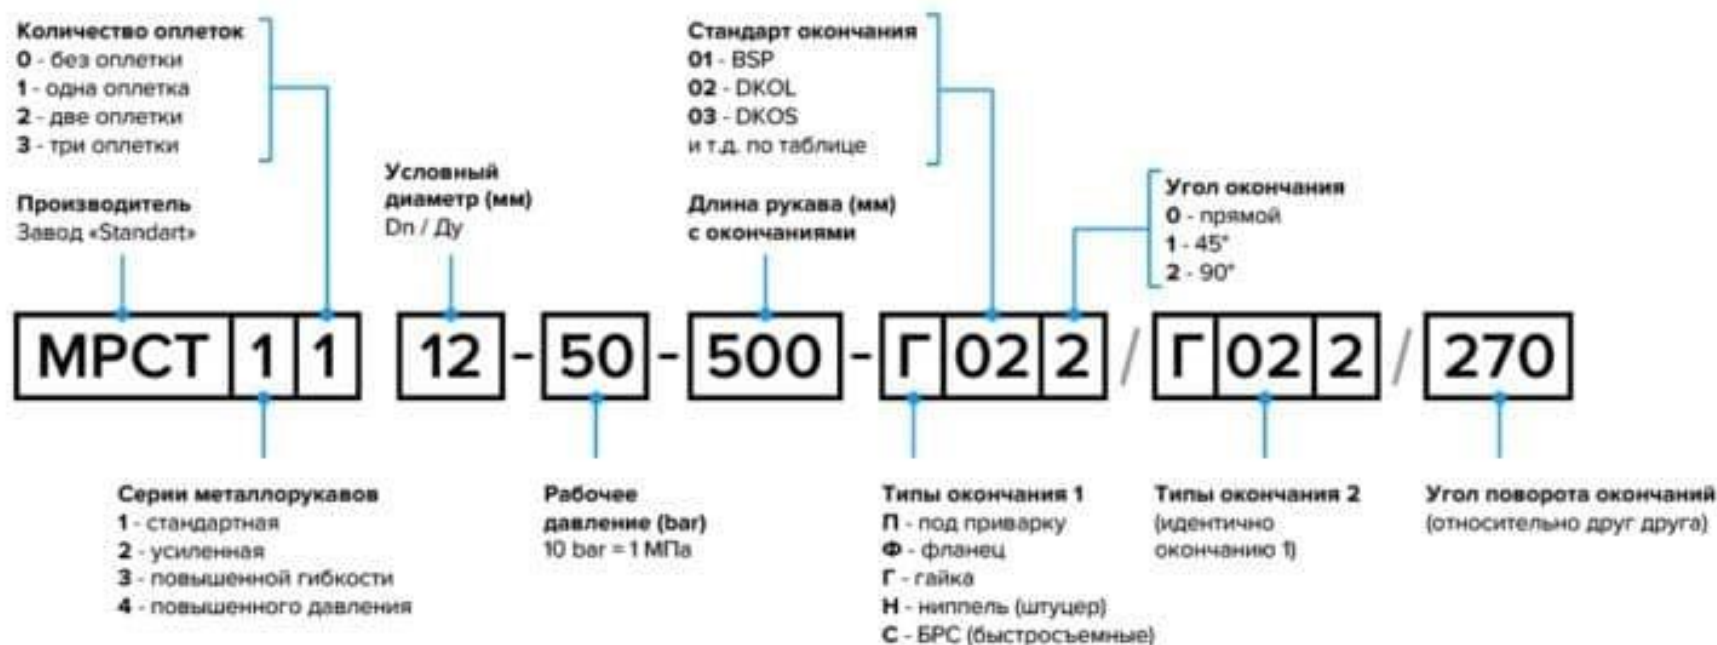 Количество оплеток
0 - без оплетки
1 - одна оплетка
2 - две оплетки
3 - три оплетки
Производитель
Завод «Standart»
Условный
диаметр (мм)
Dn / Ду
Стандарт окончания
01 - BSP
02 - DKOL
03 - DKOS
и т.д. по таблице
Длина рукава (мм)
с окончаниями
Угол окончания
0 - прямой
1 - 45°
2 - 90°
МРСТ 1 1 12 - 50 - 500 - Г 02 2 / Г 02 2 / 270
Серии металлорукавов
1 - стандартная
2 - усиленная
3 - повышенной гибкости
4 - повышенного давления
Рабочее
давление (bar)
10 bar = 1 МПа
Типы окончания 1
П - под приварку
Ф - фланец
Г - гайка
Н - ниппель (штуцер)
С - БРС (быстросъемные)
Типы окончания 2
(идентично
окончанию 1)
Угол поворота окончаний
(относительно друг друга)